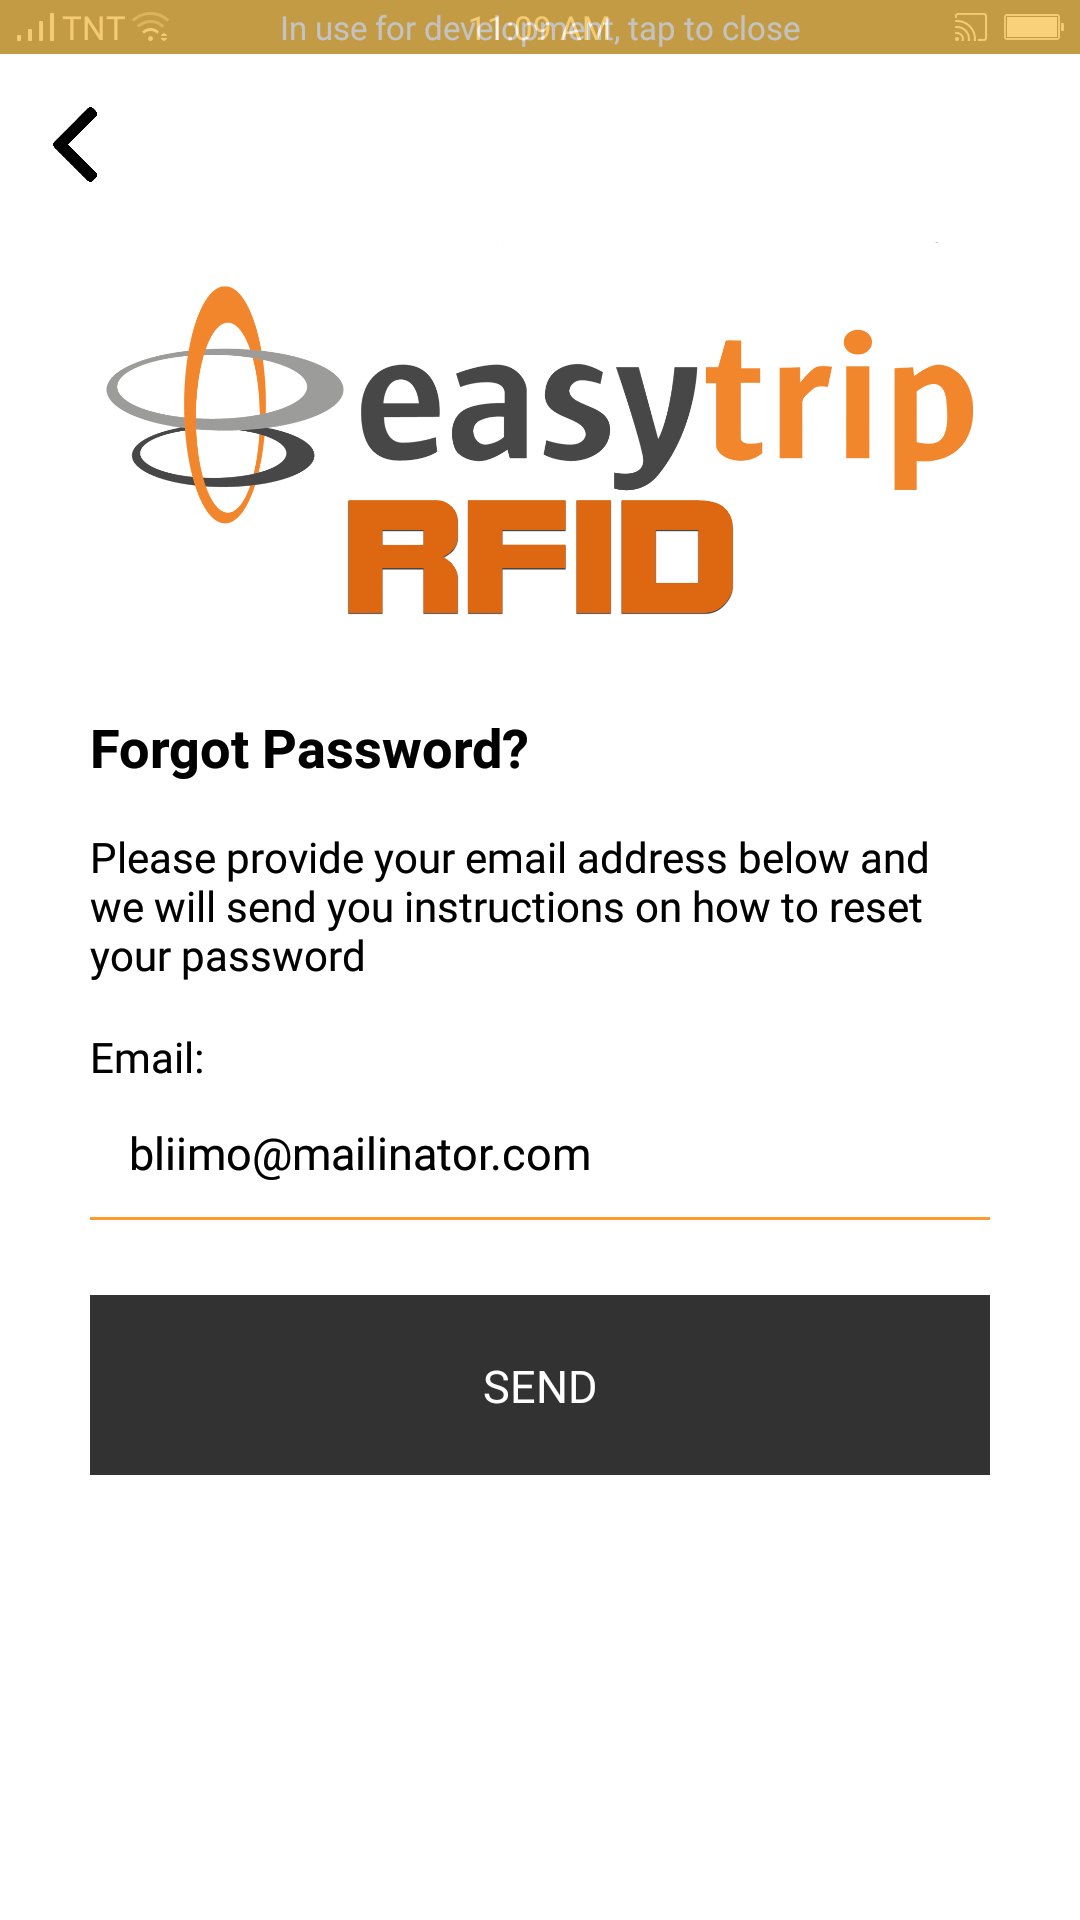 TNT In use for development, tap to close 11:09 AM
easytrip
RFID
Forgot Password?
Please provide your email address below and
we will send you instructions on how to reset
your password
Email:
bliimo@mailinator.com
SEND